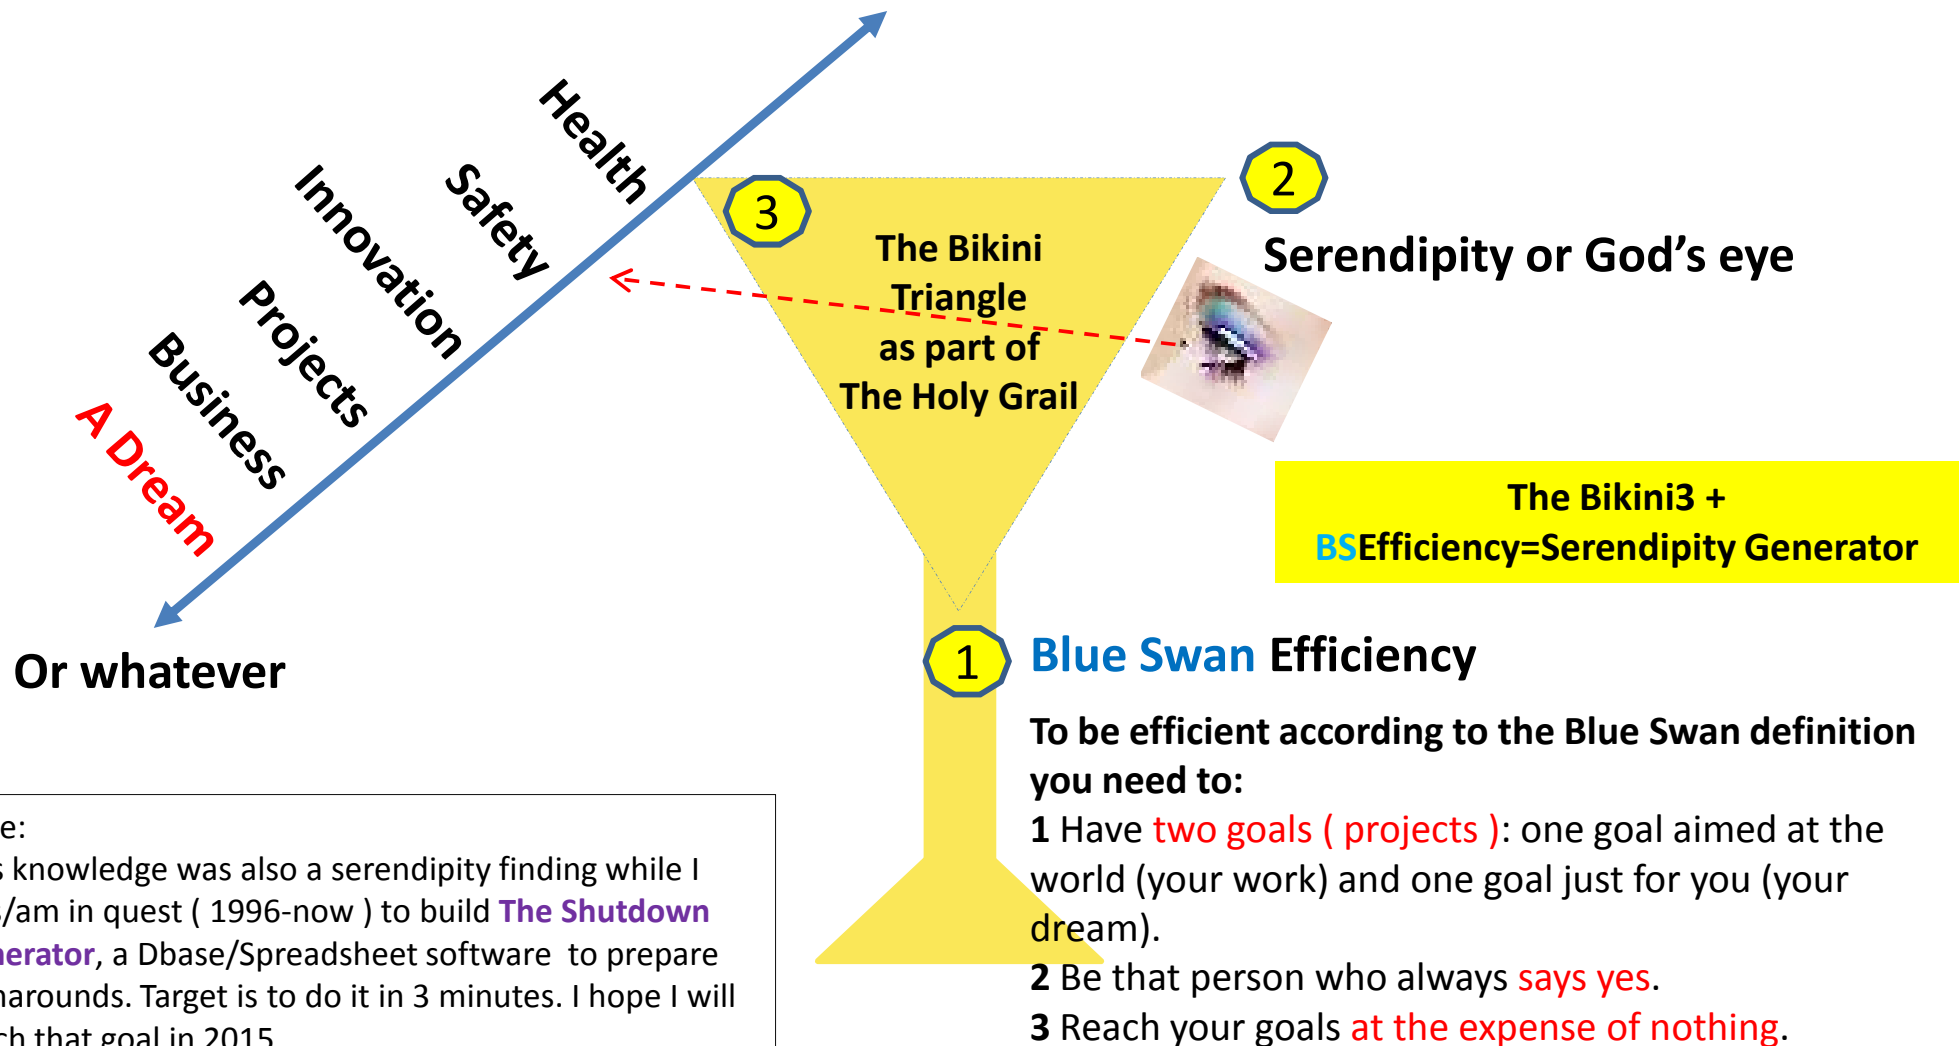 Health
Safety
Innovation
Projects
Business
A Dream
Or whatever
3
The Bikini
Triangle
as part of
The Holy Grail
2
Serendipity or God's eye
The Bikini3 +
BSEfficiency=Serendipity Generator
1
Blue Swan Efficiency
To be efficient according to the Blue Swan definition
you need to:
1 Have two goals ( projects ): one goal aimed at the
world (your work) and one goal just for you (your
dream).
2 Be that person who always says yes.
3 Reach your goals at the expense of nothing.
e:
s knowledge was also a serendipity finding while I
s/am in quest ( 1996-now ) to build The Shutdown
nerator, a Dbase/Spreadsheet software to prepare
narounds. Target is to do it in 3 minutes. I hope I will
ch that goal in 2015